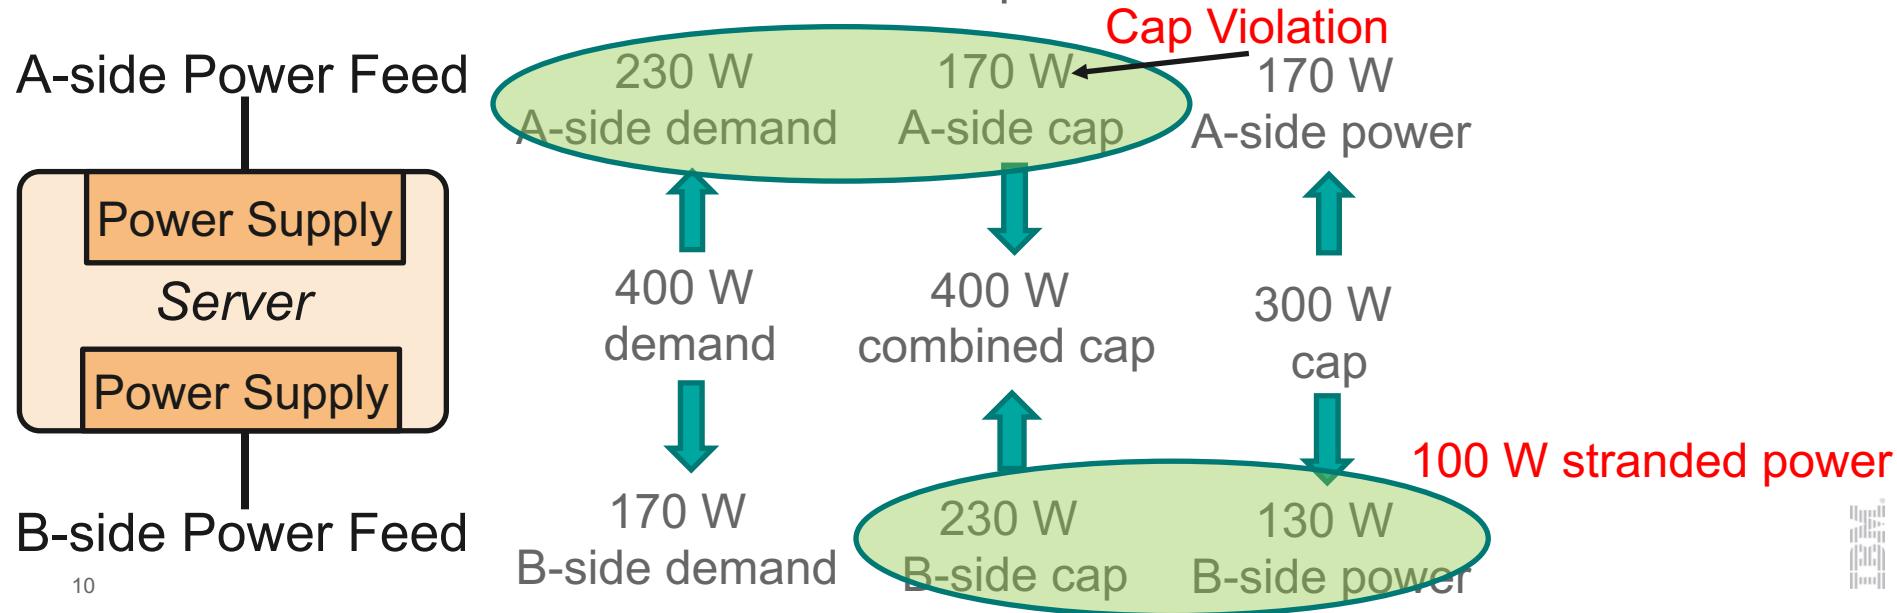 Cap Violation
A-side Power Feed
230 W
A-side demand
170 W
A-side cap
170 W
A-side power
Power Supply
Server
Power Supply
400 W
demand
400 W
combined cap
300 W
cap
100 W stranded power
B-side Power Feed
170 W
B-side demand
230 W
B-side cap
130 W
B-side power
10
IBM